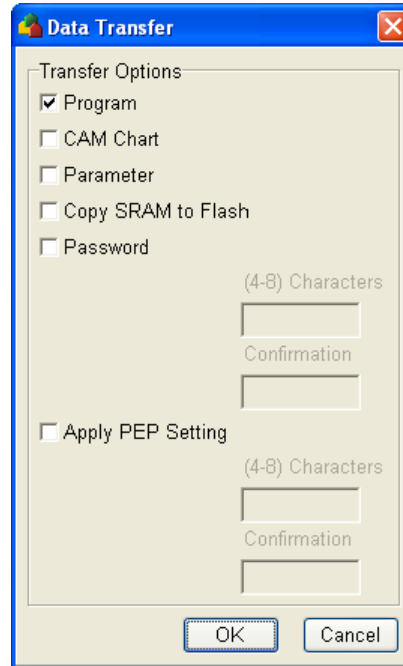 Data Transfer
Transfer Options
Program
CAM Chart
Parameter
Copy SRAM to Flash
Password
(4-8) Characters
Confirmation
Apply PEP Setting
(4-8) Characters
Confirmation
OK Cancel